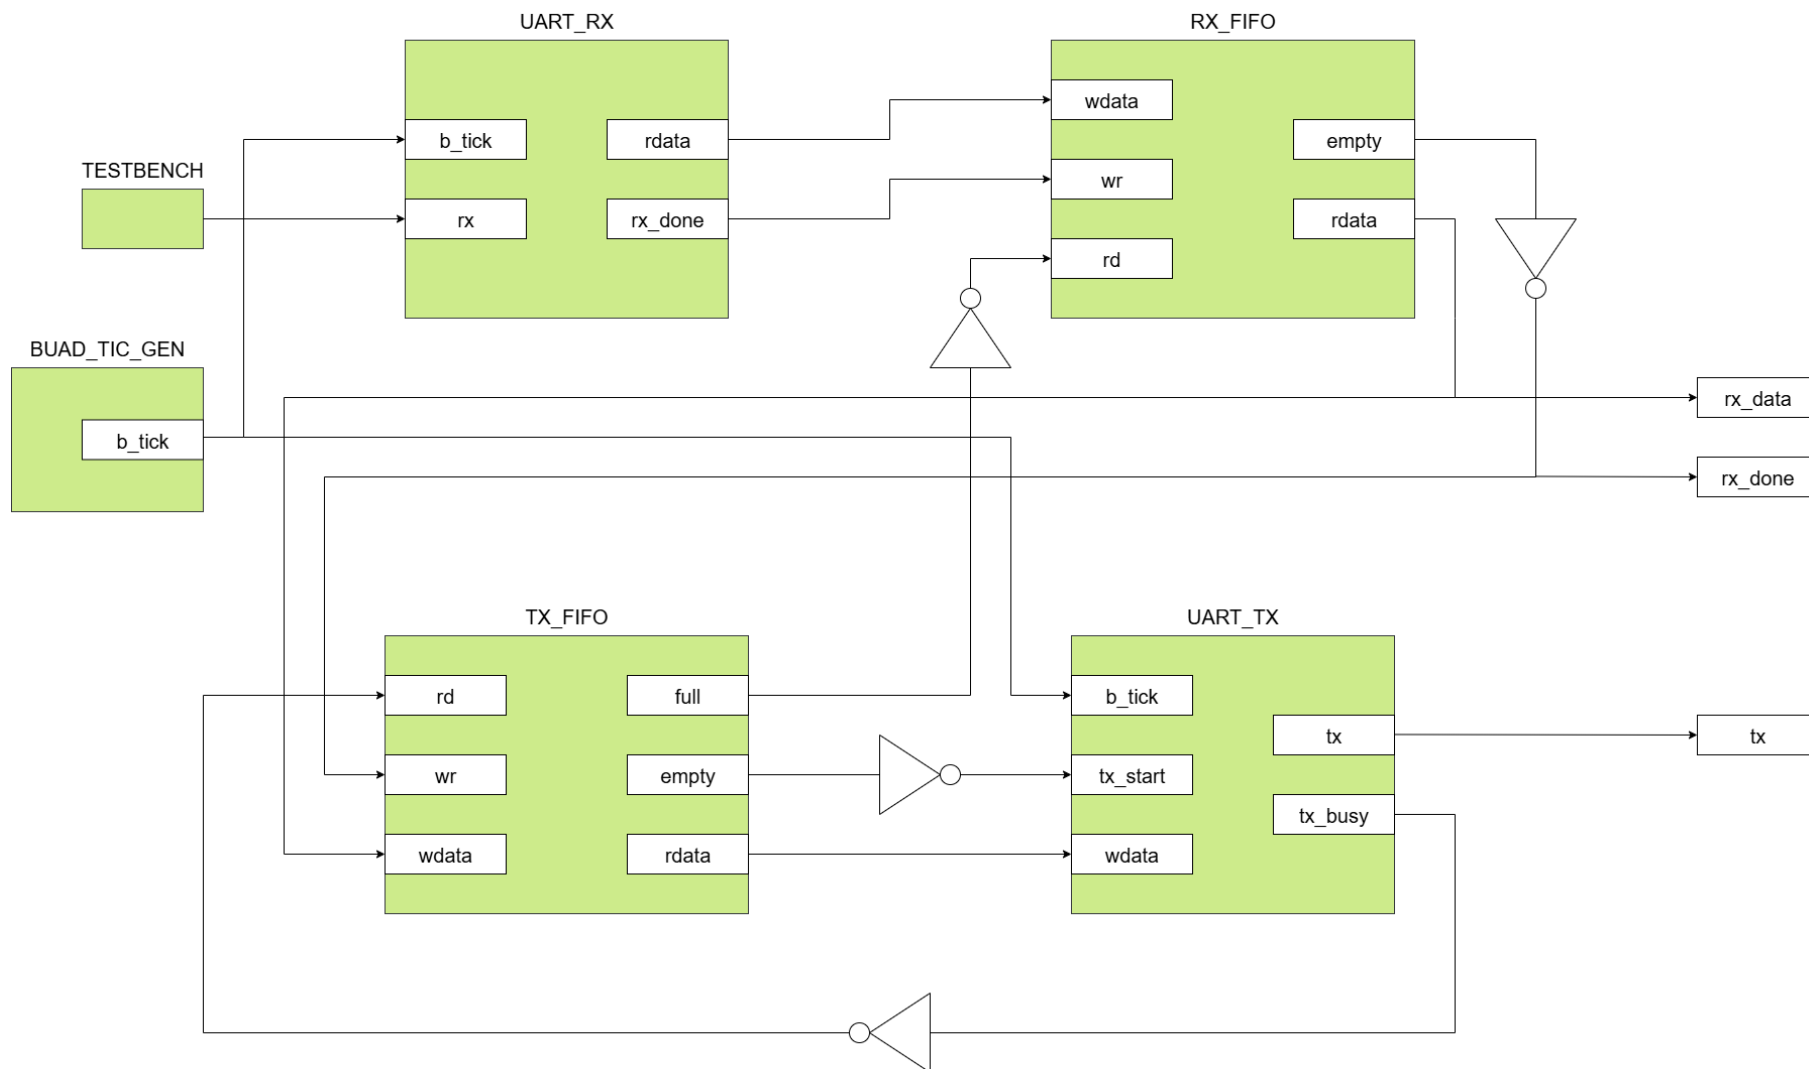 UART_RX
RX_FIFO
wdata
b_tick
rdata
empty
TESTBENCH
wr
rx
rx_done
rdata
rd
BUAD_TIC_GEN
rx_data
b_tick
rx_done
TX_FIFO
UART_TX
rd
full
b_tick
tx
tx
wr
empty
tx_start
tx_busy
wdata
rdata
wdata